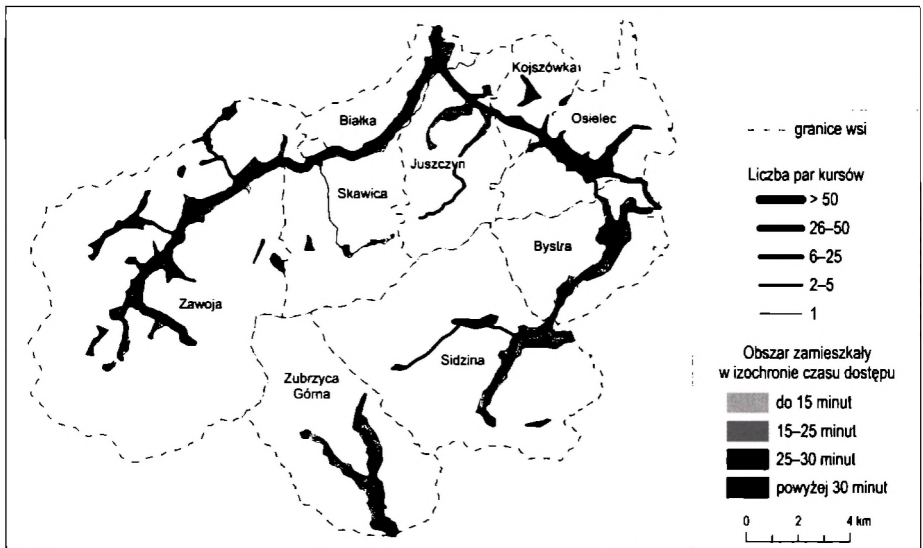 Kojszówka
Osielec
Białka
Juszczyn
Skawica
Bystra
Zawoja
Sidzina
Zubrzyca
Górna
granice wsi
Liczba par kursów
> 50
26–50
6–25
2–5
1
Obszar zamieszkały
w izochronie czasu dostępu
do 15 minut
15–25 minut
25–30 minut
powyżej 30 minut
0 2 4 km